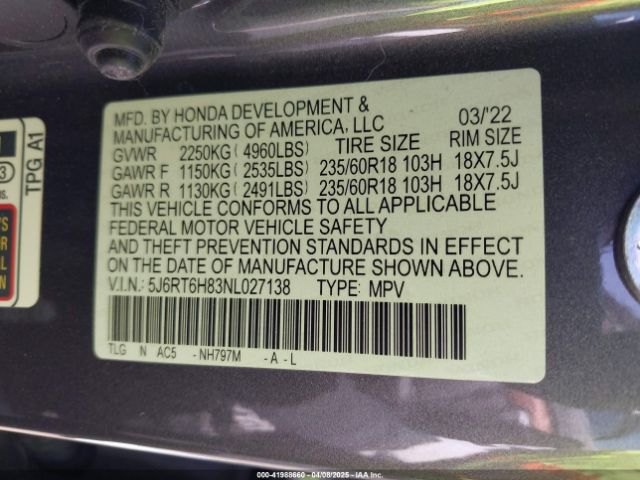 MFD. BY HONDA DEVELOPMENT &
MANUFACTURING OF AMERICA, LLC 03/'22
GVWR 2250KG( 4960LBS) TIRE SIZE RIM SIZE
GAWR F 1150KG( 2535LBS) 235/60R18 103H 18X7.5J
GAWR R 1130KG( 2491LBS) 235/60R18 103H 18X7.5J
THIS VEHICLE CONFORMS TO ALL APPLICABLE
FEDERAL MOTOR VEHICLE SAFETY
AND THEFT PREVENTION STANDARDS IN EFFECT
ON THE DATE OF MANUFACTURE SHOWN ABOVE.
V.I.N.: 5J6RT6H83NL027138 TYPE: MPV
TLG N AC5 -NH797M -A-L
TPG A1
00-41988660 - 04/08/2025 - IAAI.COM